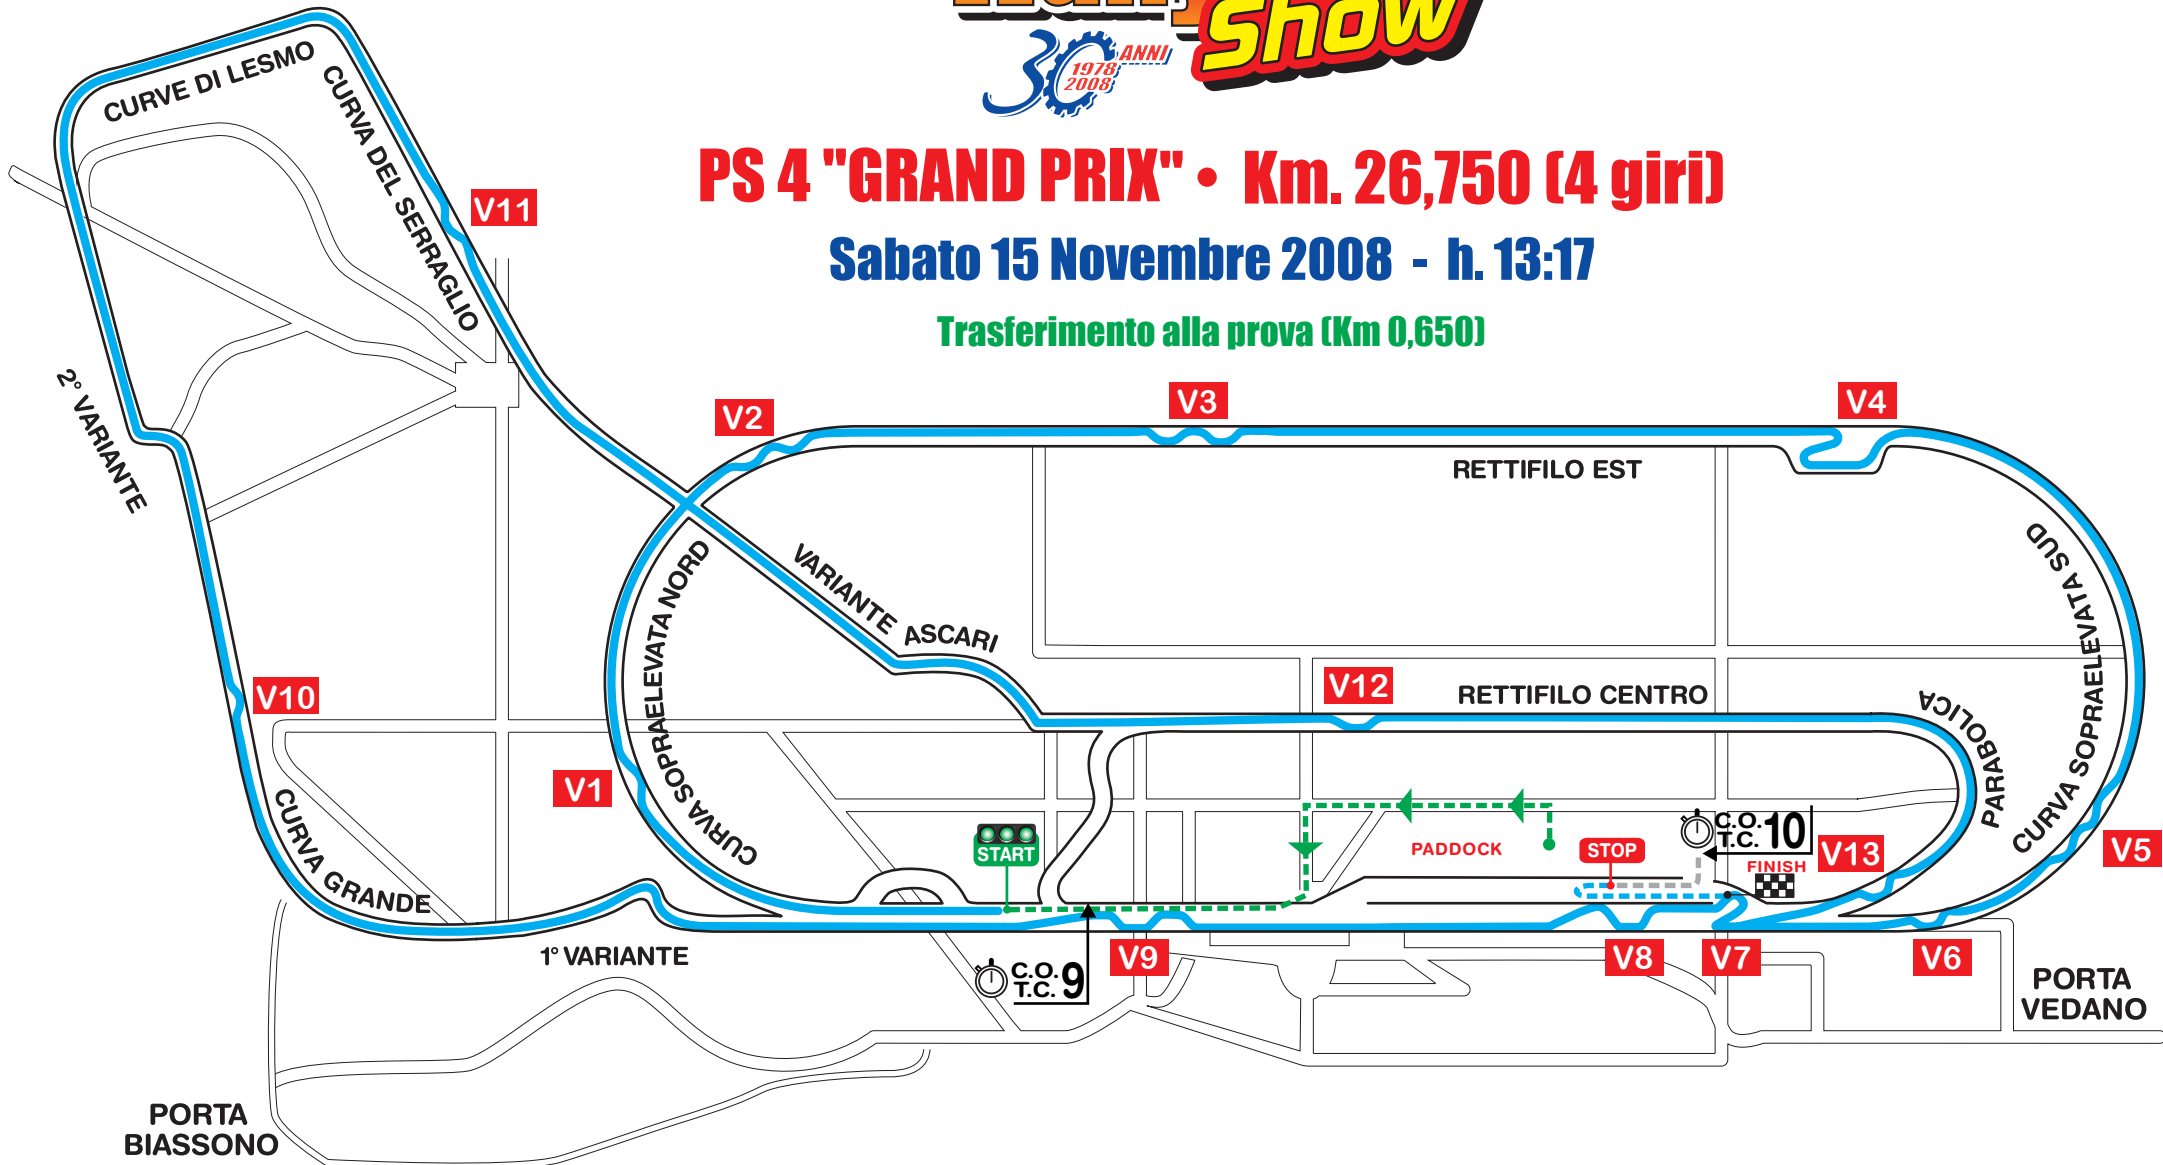 Show
30 ANNI
1978
2008
PS 4 "GRAND PRIX" • Km. 26,750 (4 giri)
Sabato 15 Novembre 2008 - h. 13:17
Trasferimento alla prova (Km 0,650)
CURVE DI LESMO
CURVA DEL SERRAGLIO
V11
2° VARIANTE
V2
V3
V4
RETTIFILO EST
CURVA SOPRAELEVATA NORD
VARIANTE ASCARI
CURVA SOPRAELEVATA SUD
V10
V12
RETTIFILO CENTRO
PARABOLICA
V1
CURVA GRANDE
START
PADDOCK
STOP
C.O.
T.C. 10
FINISH
V13
V5
1° VARIANTE
C.O.
T.C. 9
V9
V8
V7
V6
PORTA
VEDANO
PORTA
BIASSONO